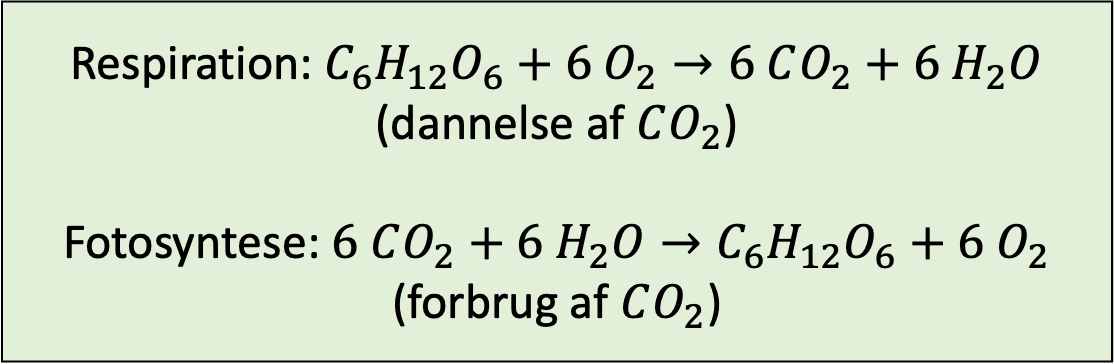 Respiration: C₆H₁₂O₆ + 6 O₂ → 6 CO₂ + 6 H₂O
(dannelse af CO₂)
Fotosyntese: 6 CO₂ + 6 H₂O → C₆H₁₂O₆ + 6 O₂
(forbrug af CO₂)